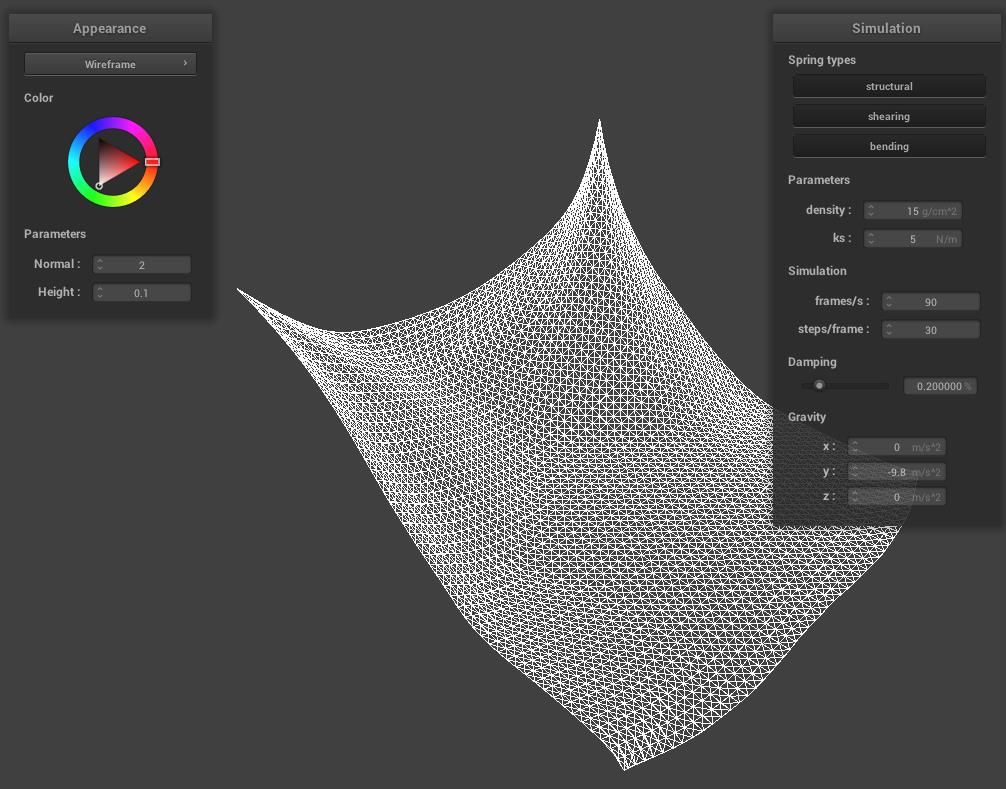 Appearance
Wireframe
Color
Parameters
Normal : 2
Height : 0.1
Simulation
Spring types
structural
shearing
bending
Parameters
density : 15 g/cm^2
ks : 5 N/m
Simulation
frames/s : 90
steps/frame : 30
Damping
0.200000 %
Gravity
x : 0 m/s^2
y : -9.8 m/s^2
z : 0 m/s^2